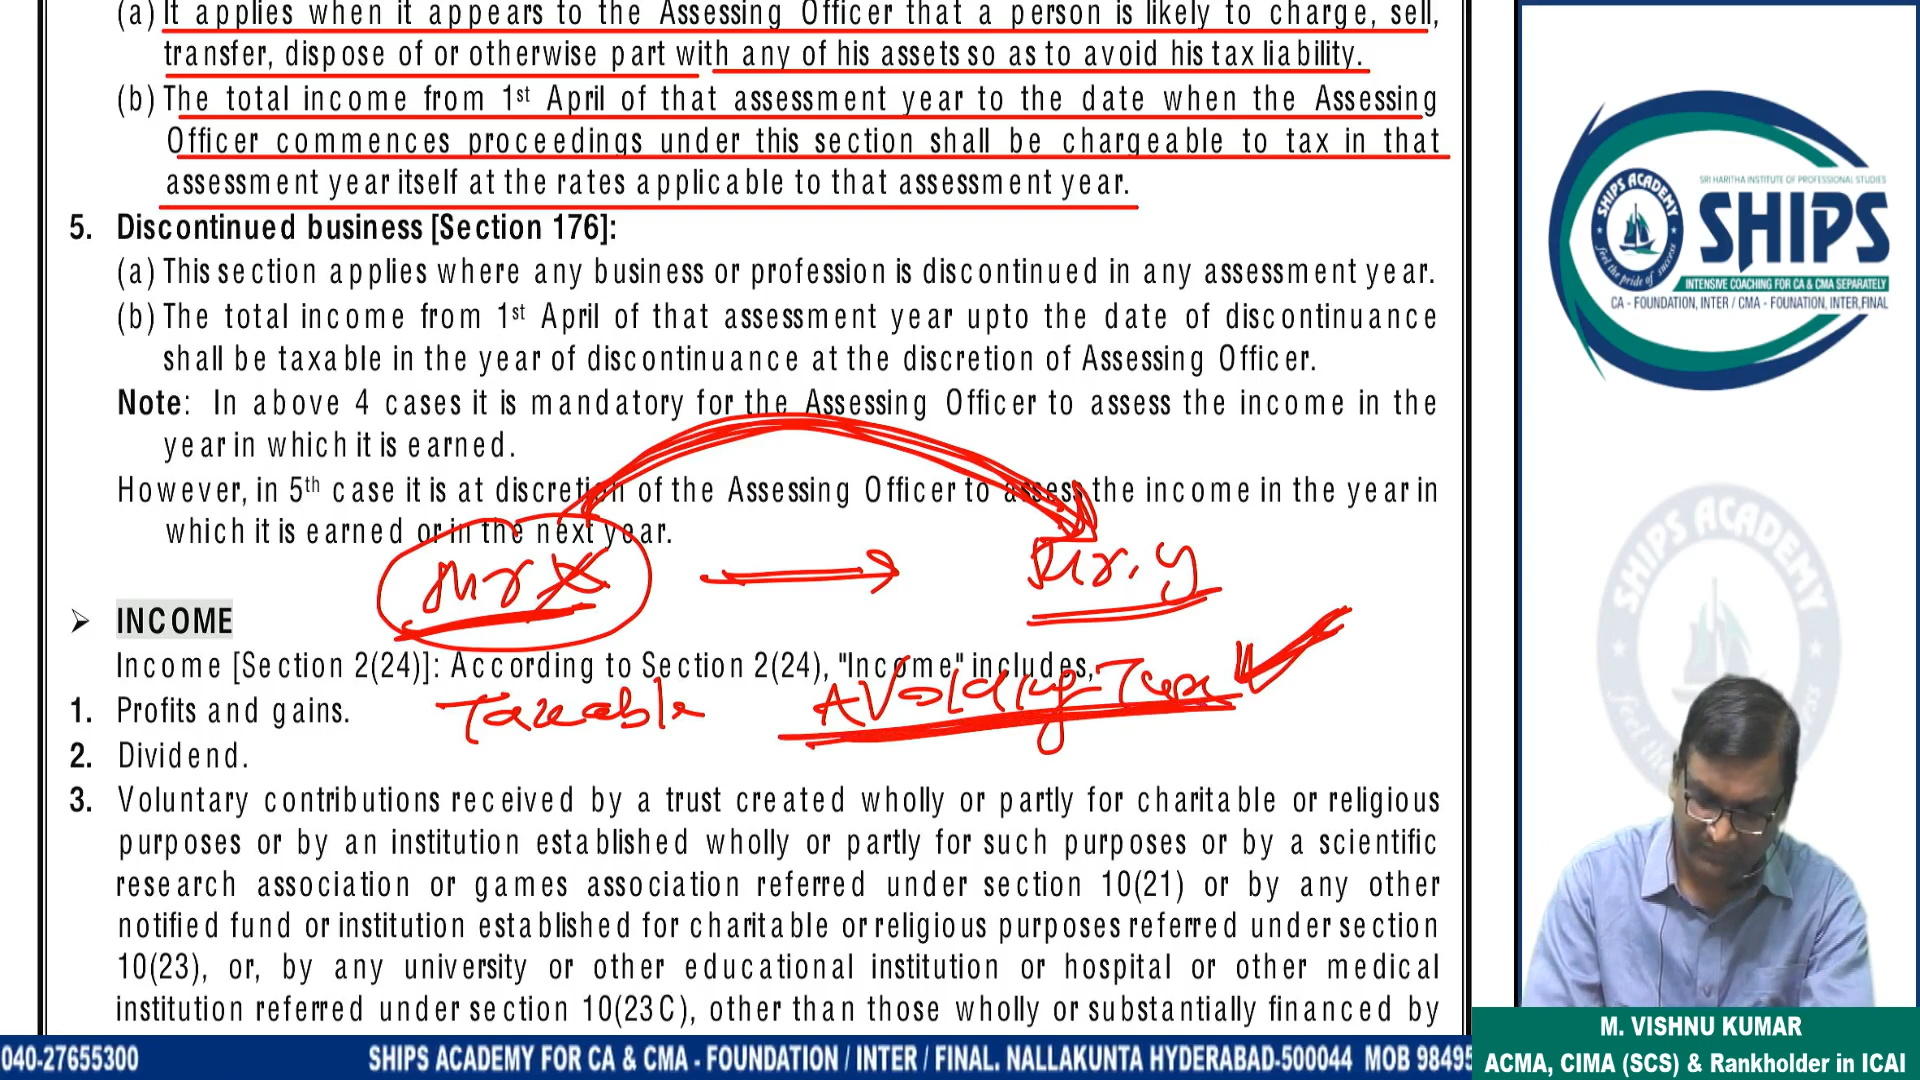 (a) It applies when it appears to the Assessing Officer that a person is likely to charge, sell,
transfer, dispose of or otherwise part with any of his assets so as to avoid his tax liability.
(b) The total income from 1st April of that assessment year to the date when the Assessing
Officer commences proceedings under this section shall be chargeable to tax in that
assessment year itself at the rates applicable to that assessment year.
5. Discontinued business [Section 176]:
(a) This section applies where any business or profession is discontinued in any assessment year.
(b) The total income from 1st April of that assessment year upto the date of discontinuance
shall be taxable in the year of discontinuance at the discretion of Assessing Officer.
Note: In above 4 cases it is mandatory for the Assessing Officer to assess the income in the
year in which it is earned.
However, in 5th case it is at discretion of the Assessing Officer to assess the income in the year in
which it is earned or in the next year.
Mr X
Mr. y
➢ INCOME
Income [Section 2(24)]: According to Section 2(24), "Income" includes,
Taxable
Avoiding Tax
1. Profits and gains.
2. Dividend.
3. Voluntary contributions received by a trust created wholly or partly for charitable or religious
purposes or by an institution established wholly or partly for such purposes or by a scientific
research association or games association referred under section 10(21) or by any other
notified fund or institution established for charitable or religious purposes referred under section
10(23), or, by any university or other educational institution or hospital or other medical
institution referred under section 10(23C), other than those wholly or substantially financed by
SHIPS ACADEMY
feel the pride of success
SRI HARITHA INSTITUTE OF PROFESSIONAL STUDIES
SHIPS
INTENSIVE COACHING FOR CA & CMA SEPARATELY
CA - FOUNDATION, INTER / CMA - FOUNATION, INTER,FINAL
SHIPS ACADEMY
feel the
M. VISHNU KUMAR
ACMA, CIMA (SCS) & Rankholder in ICAI
040-27655300 SHIPS ACADEMY FOR CA & CMA - FOUNDATION / INTER / FINAL. NALLAKUNTA HYDERABAD-500044 MOB 98495